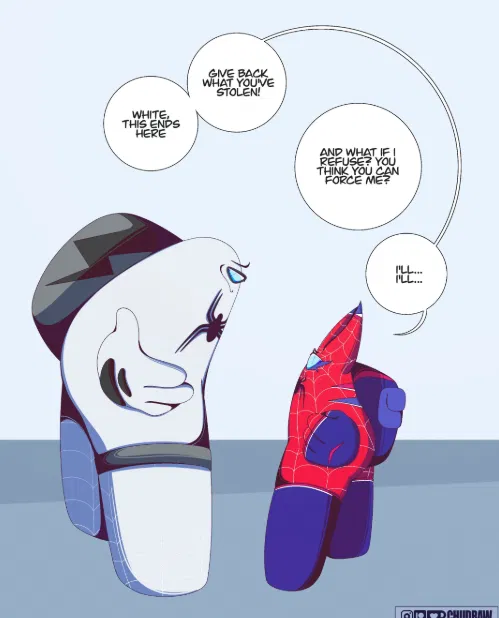 WHITE,
THIS ENDS
HERE
GIVE BACK
WHAT YOU'VE
STOLEN!
AND WHAT IF I
REFUSE? YOU
THINK YOU CAN
FORCE ME?
I'LL...
I'LL...
CHUDRAW